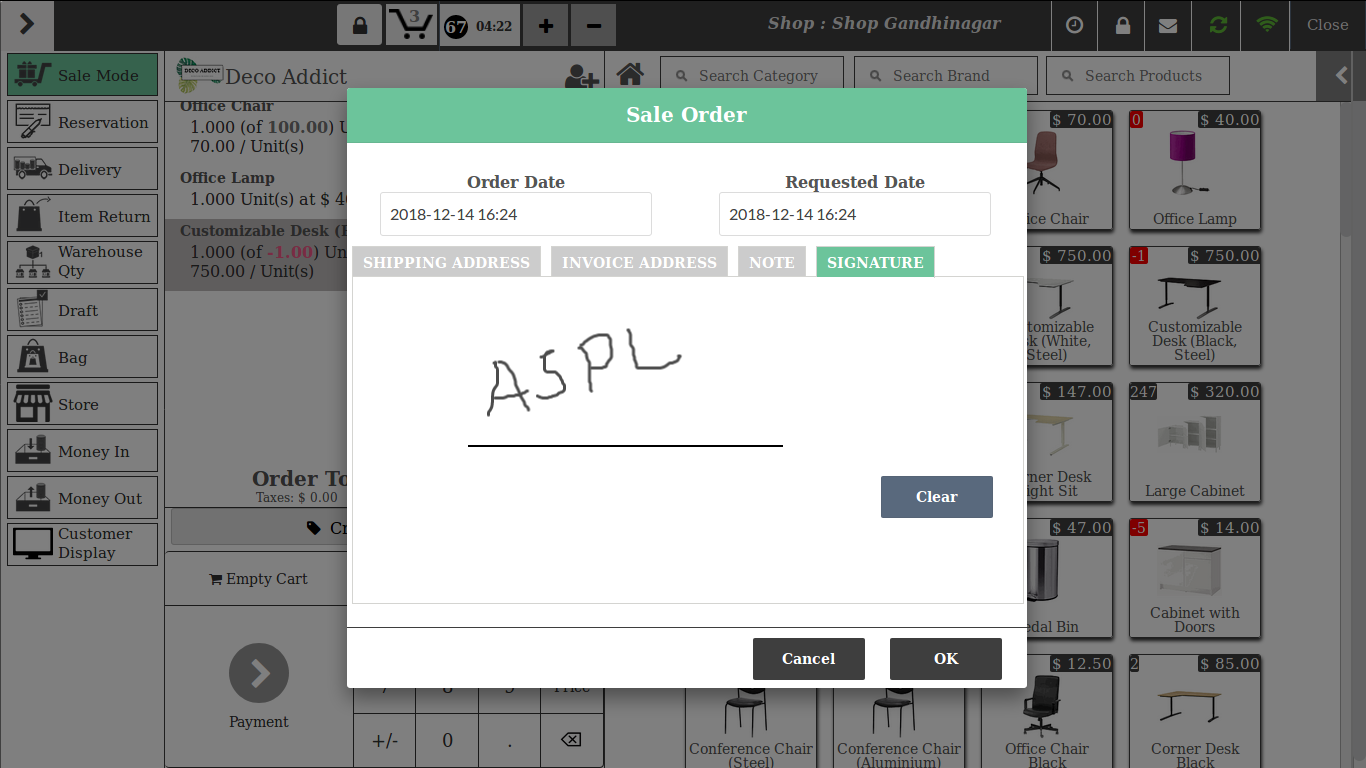 3
67 04:22
+
−
Shop : Shop Gandhinagar
Close
Sale Mode
Reservation
Delivery
Item Return
Warehouse
Qty
Draft
Bag
Store
Money In
Money Out
Customer
Display
DECO ADDICT
Deco Addict
Search Category
Search Brand
Search Products
Office Chair
1.000 (of 100.00) U
70.00 / Unit(s)
Office Lamp
1.000 Unit(s) at $ 4
Customizable Desk (
1.000 (of -1.00) Un
750.00 / Unit(s)
Order To
Taxes: $ 0.00
Cr
Empty Cart
Payment
Price
+/-
0
.
Sale Order
Order Date
Requested Date
2018-12-14 16:24
2018-12-14 16:24
SHIPPING ADDRESS
INVOICE ADDRESS
NOTE
SIGNATURE
ASPL
Clear
Cancel
OK
$ 70.00
ice Chair
0
$ 40.00
Office Lamp
$ 750.00
tomizable
sk (White,
Steel)
-1
$ 750.00
Customizable
Desk (Black,
Steel)
$ 147.00
rner Desk
ight Sit
247
$ 320.00
Large Cabinet
$ 47.00
edal Bin
-5
$ 14.00
Cabinet with
Doors
Conference Chair
(Steel)
Conference Chair
(Aluminium)
$ 12.50
Office Chair
Black
2
$ 85.00
Corner Desk
Black